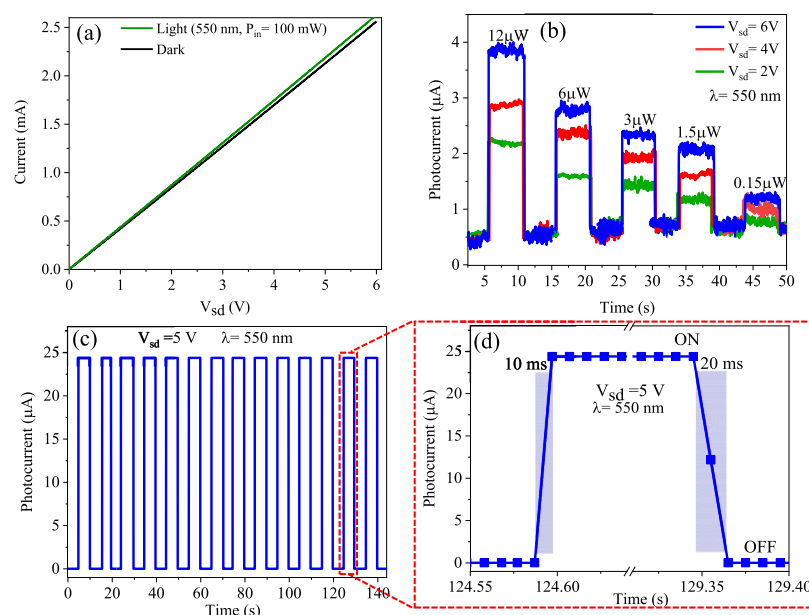 (a)
Light (550 nm, Pin= 100 mW)
Dark
Current (mA)
2.5
2.0
1.5
1.0
0.5
0.0
0 1 2 3 4 5 6
Vsd (V)
(b)
Vsd= 6V
Vsd= 4V
Vsd= 2V
λ= 550 nm
12μW
6μW
3μW
1.5μW
0.15μW
Photocurrent (μA)
4
3
2
1
0
5 10 15 20 25 30 35 40 45 50
Time (s)
(c)
Vsd =5 V λ= 550 nm
Photocurrent (μA)
25
20
15
10
5
0
0 20 40 60 80 100 120 140
Time (s)
(d)
ON
10 ms
20 ms
Vsd =5 V
λ= 550 nm
OFF
Photocurrent (μA)
25
20
15
10
5
0
124.55 124.60 129.35 129.40
Time (s)